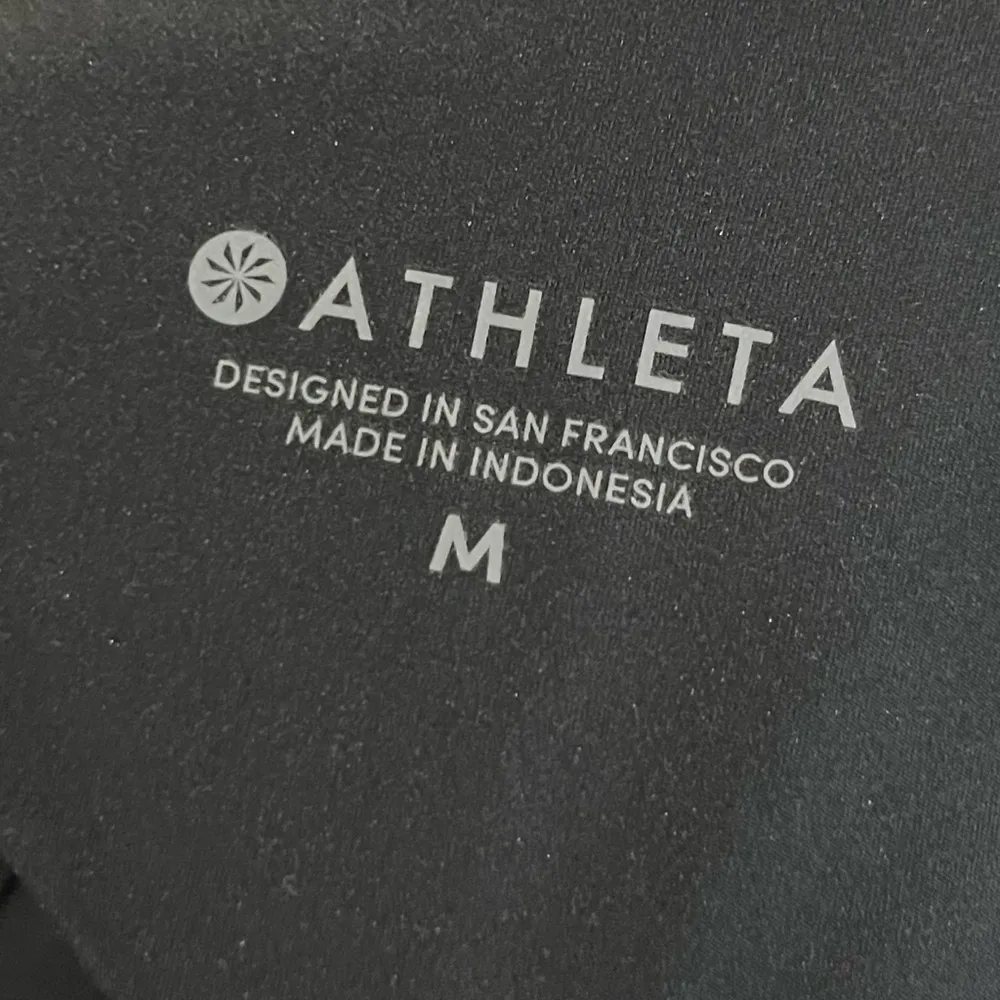 ATHLETA
DESIGNED IN SAN FRANCISCO
MADE IN INDONESIA
M